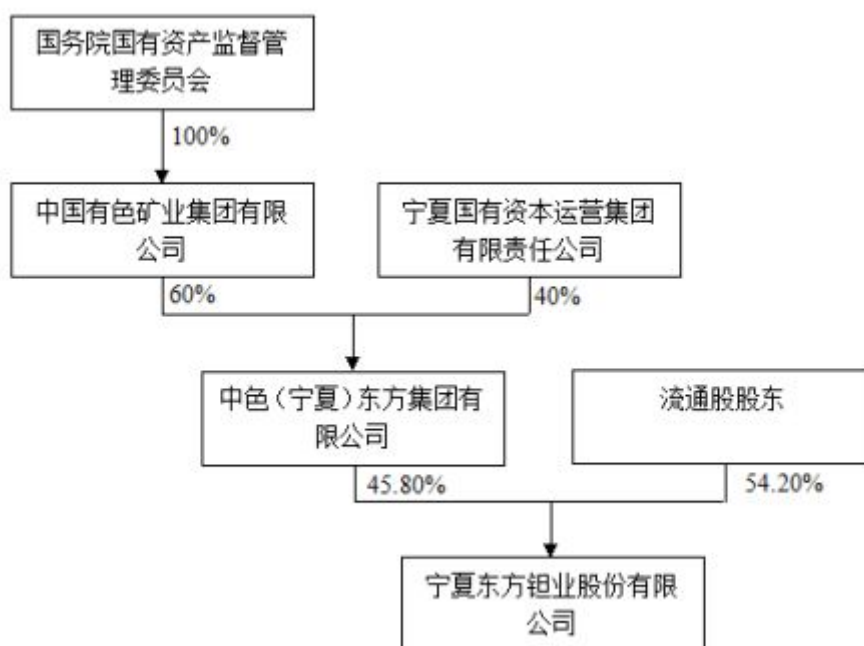 国务院国有资产监督管
理委员会
100%
中国有色矿业集团有限
公司
宁夏国有资本运营集团
有限责任公司
60%
40%
中色（宁夏）东方集团有
限公司
流通股股东
45.80%
54.20%
宁夏东方钽业股份有限
公司